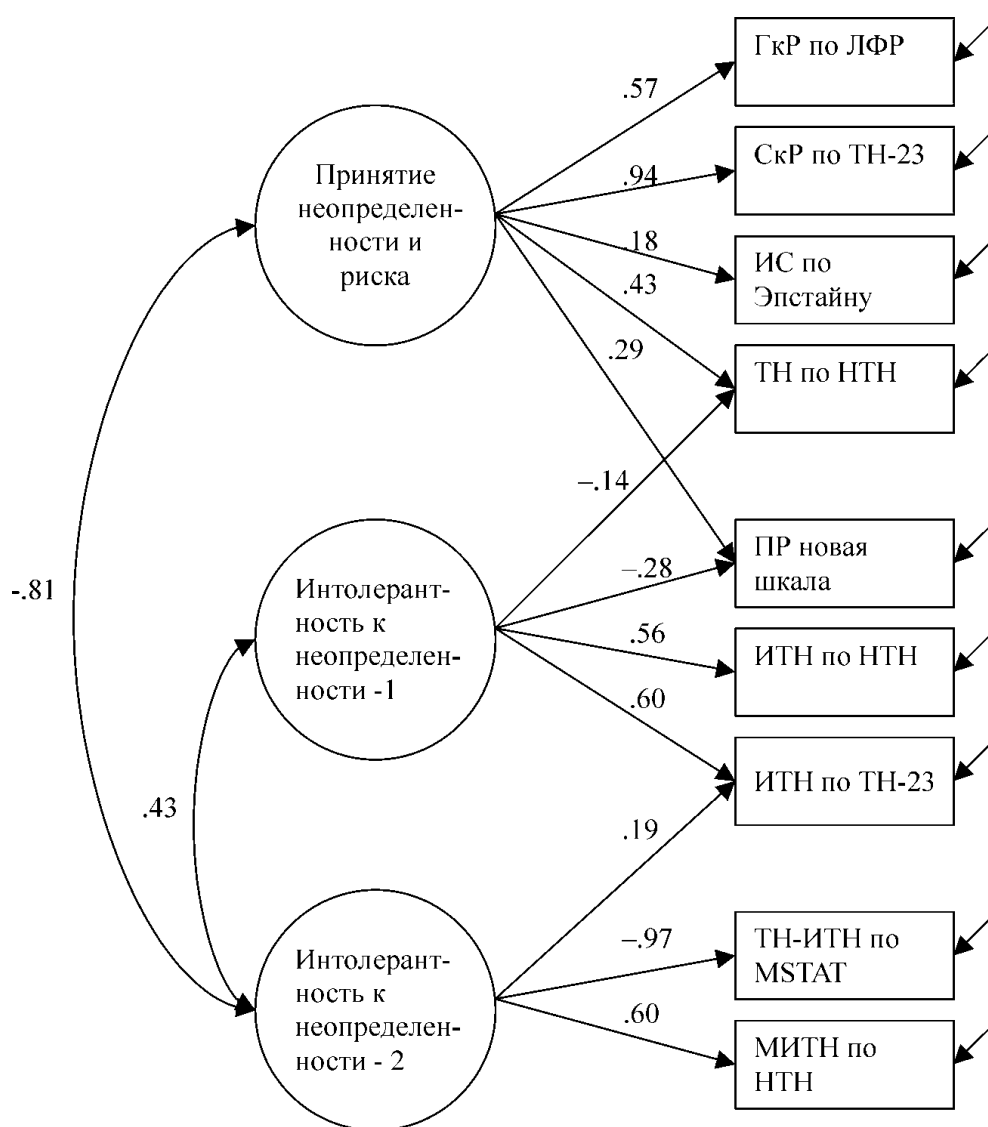 ГкР по ЛФР
.57
СкР по ТН-23
.94
Принятие
неопределен-
ности и
риска
.18
ИС по
Эпстайну
.43
.29
ТН по НТН
–.14
ПР новая
шкала
–.28
-.81
Интолерант-
ность к
неопределен-
ности -1
.56
ИТН по НТН
.60
ИТН по ТН-23
.43
.19
Интолерант-
ность к
неопределен-
ности - 2
–.97
ТН-ИТН по
MSTAT
.60
МИТН по
НТН